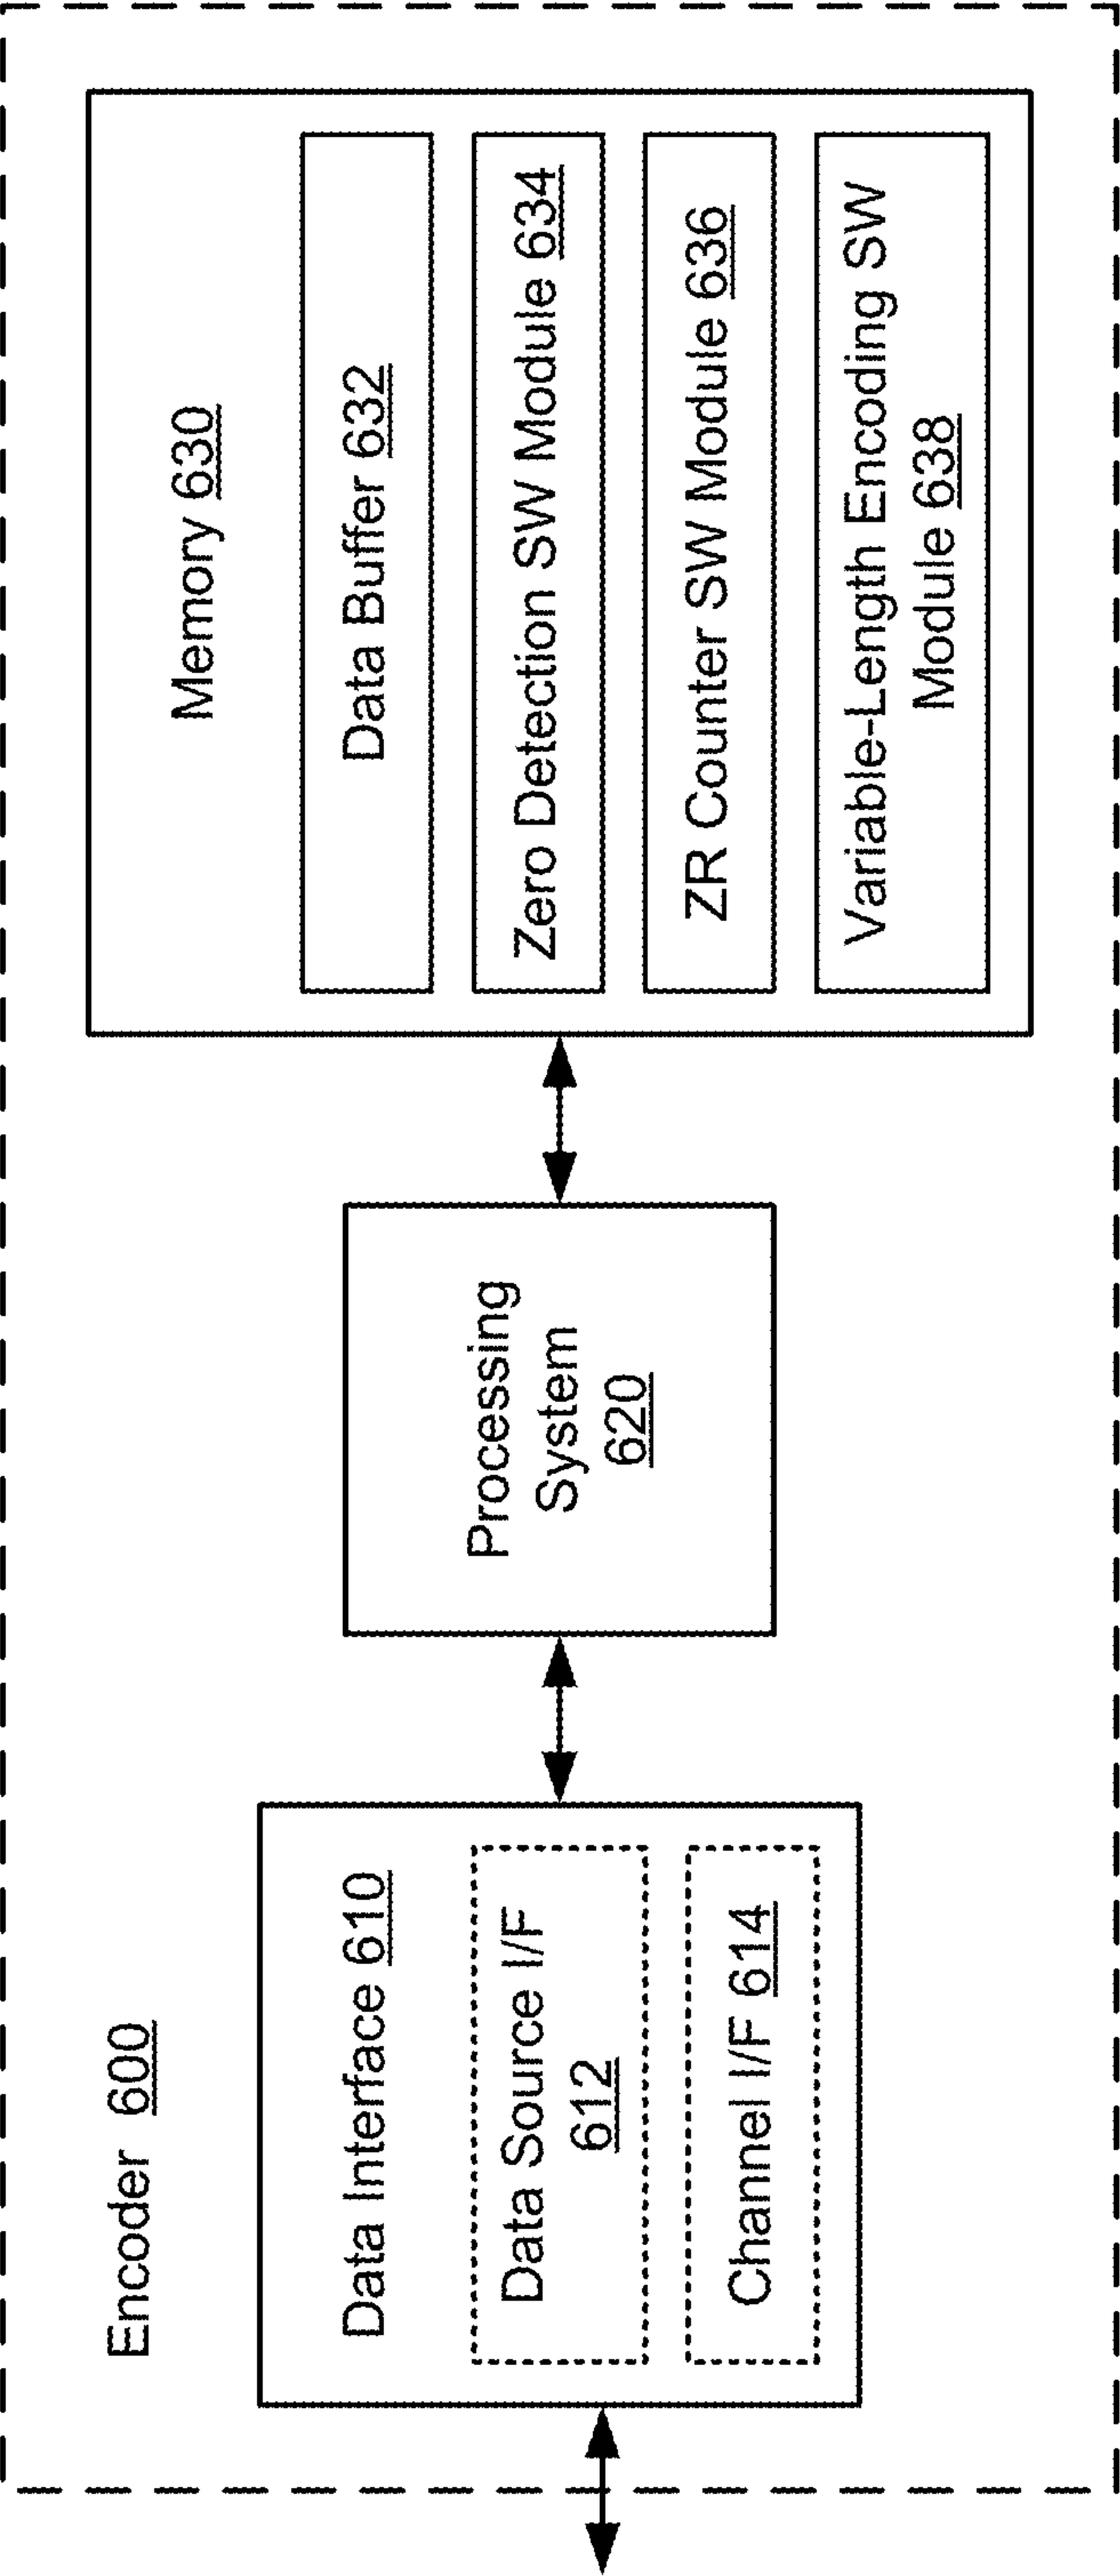 Encoder 600
Data Interface 610
Data Source I/F
612
Channel I/F 614
Processing
System
620
Memory 630
Data Buffer 632
Zero Detection SW Module 634
ZR Counter SW Module 636
Variable-Length Encoding SW
Module 638